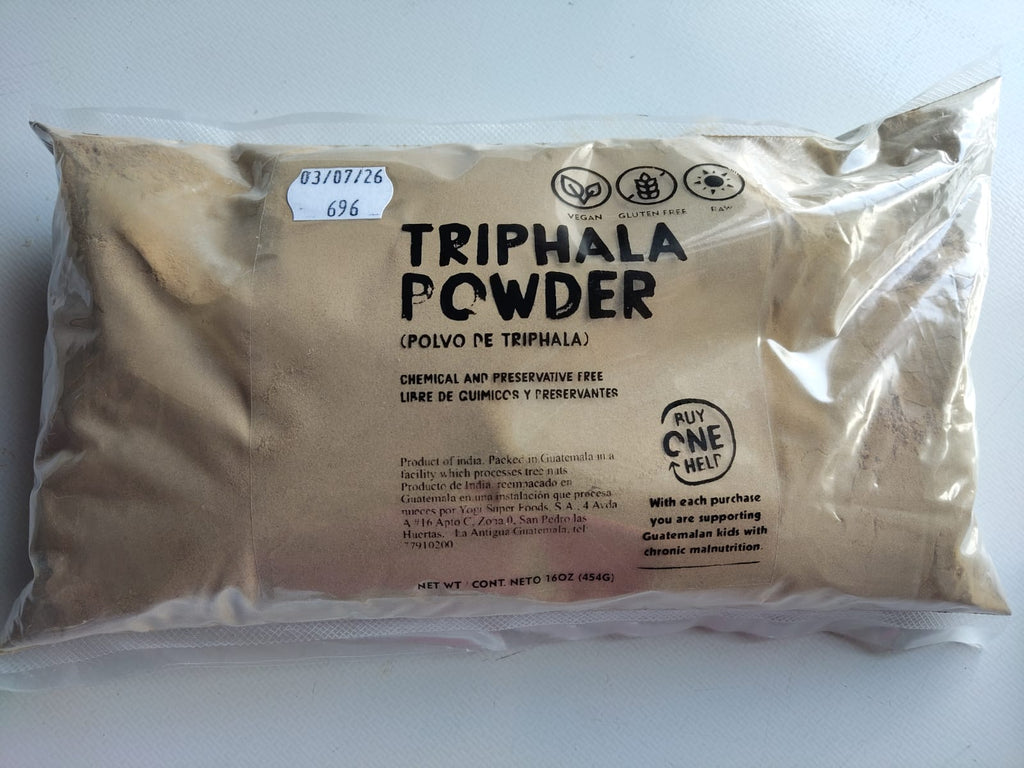 03/07/26
696
VEGAN
GLUTEN FREE
RAW
TRIPHALA
POWDER
(POLVO DE TRIPHALA)
CHEMICAL AND PRESERVATIVE FREE
LIBRE DE QUIMICOS Y PRESERVANTES
Product of india. Packed in Guatemala in a
facility which processes tree nuts
Producto de India, reempacado en
Guatemala en una instalación que procesa
nueces por Yogi Super Foods, S.A., 4 Avda
A #16 Apto C, Zona 0, San Pedro las
Huertas. La Antigua Guatemala, tel
77910200
NET WT / CONT. NETO 16OZ (454G)
BUY
ONE
HELP
With each purchase
you are supporting
Guatemalan kids with
chronic malnutrition.